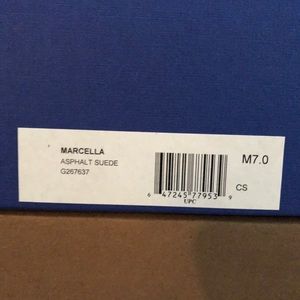 MARCELLA
ASPHALT SUEDE
G267637
M7.0
6 47245 77953 9
UPC
CS